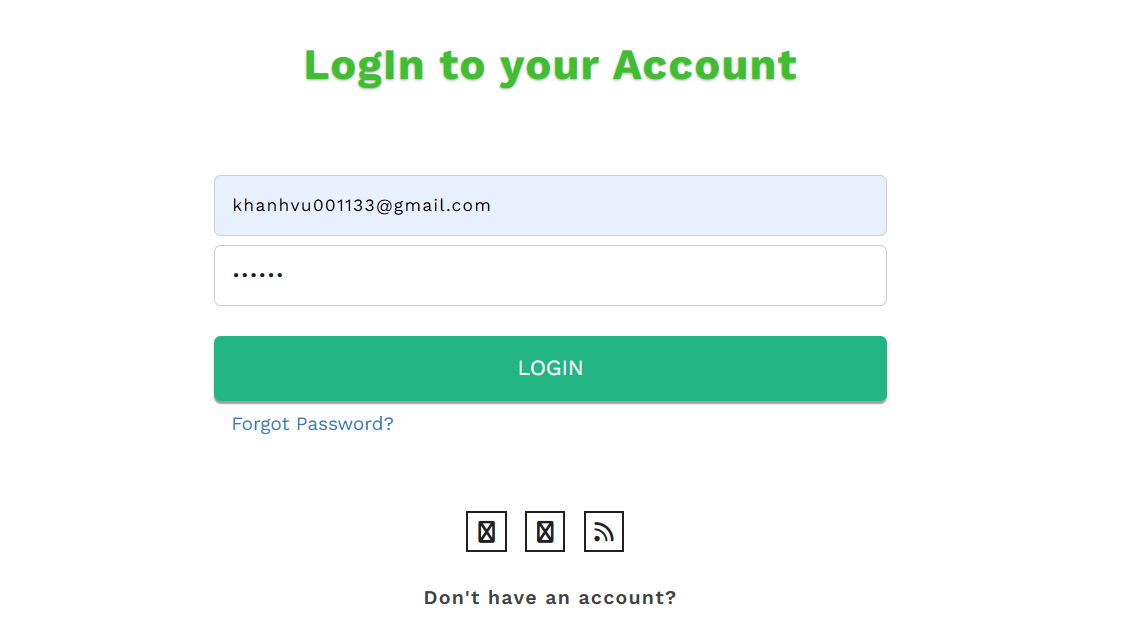 LogIn to your Account
khanhvu001133@gmail.com
••••••
LOGIN
Forgot Password?
Don't have an account?